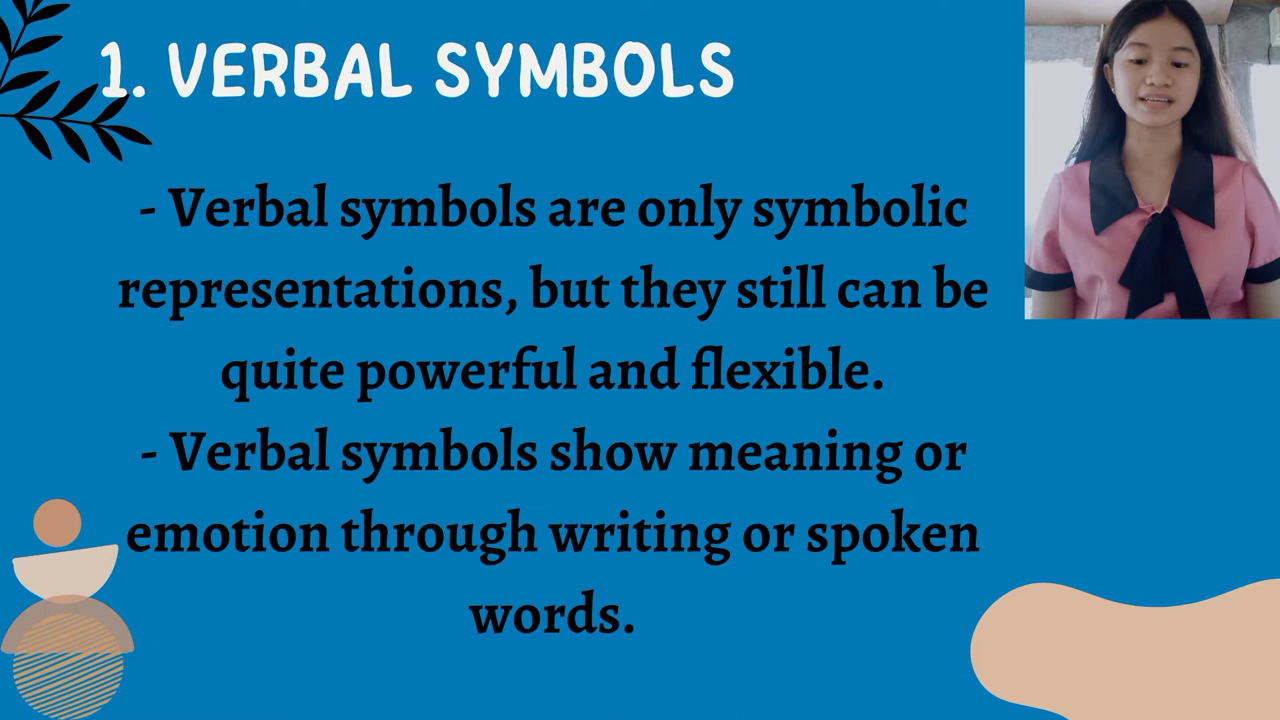 1. VERBAL SYMBOLS
- Verbal symbols are only symbolic
representations, but they still can be
quite powerful and flexible.
- Verbal symbols show meaning or
emotion through writing or spoken
words.